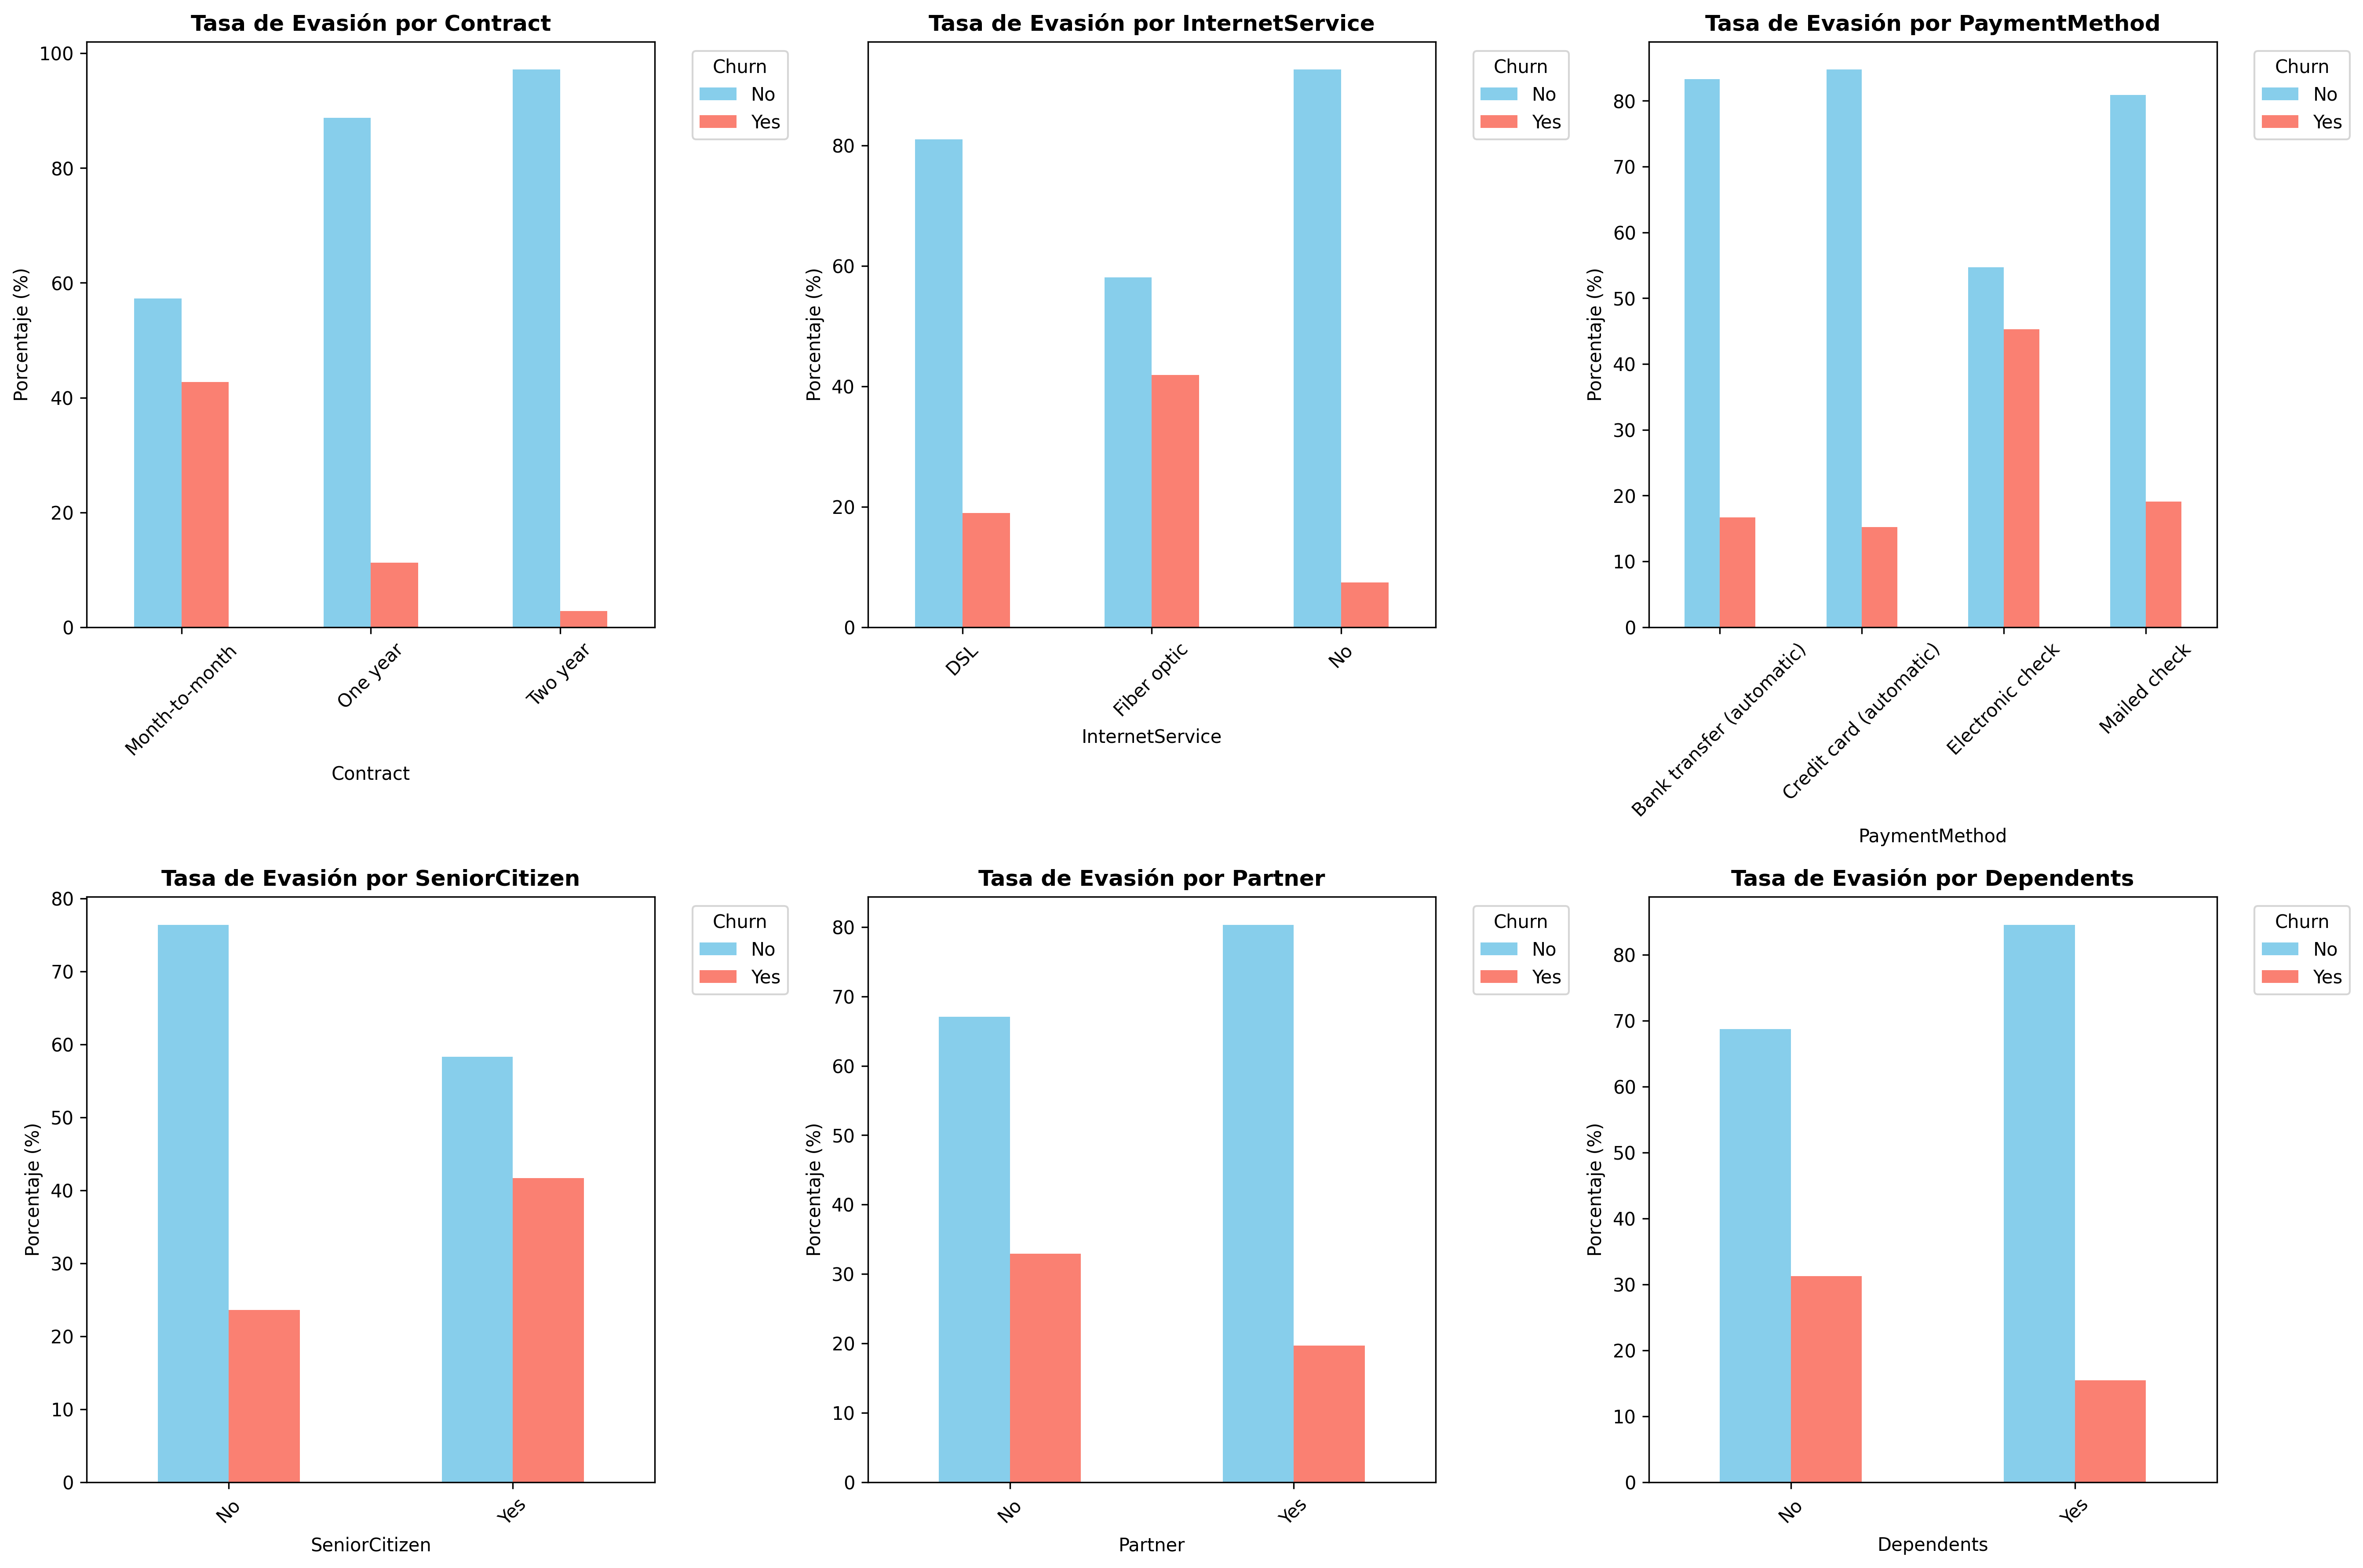 Tasa de Evasión por Contract
Porcentaje (%)
100
80
60
40
20
0
Month-to-month
One year
Two year
Contract
Churn
No
Yes
Tasa de Evasión por InternetService
Porcentaje (%)
80
60
40
20
0
DSL
Fiber optic
No
InternetService
Churn
No
Yes
Tasa de Evasión por PaymentMethod
Porcentaje (%)
80
70
60
50
40
30
20
10
0
Bank transfer (automatic)
Credit card (automatic)
Electronic check
Mailed check
PaymentMethod
Churn
No
Yes
Tasa de Evasión por SeniorCitizen
Porcentaje (%)
80
70
60
50
40
30
20
10
0
No
Yes
SeniorCitizen
Churn
No
Yes
Tasa de Evasión por Partner
Porcentaje (%)
80
70
60
50
40
30
20
10
0
No
Yes
Partner
Churn
No
Yes
Tasa de Evasión por Dependents
Porcentaje (%)
80
70
60
50
40
30
20
10
0
No
Yes
Dependents
Churn
No
Yes